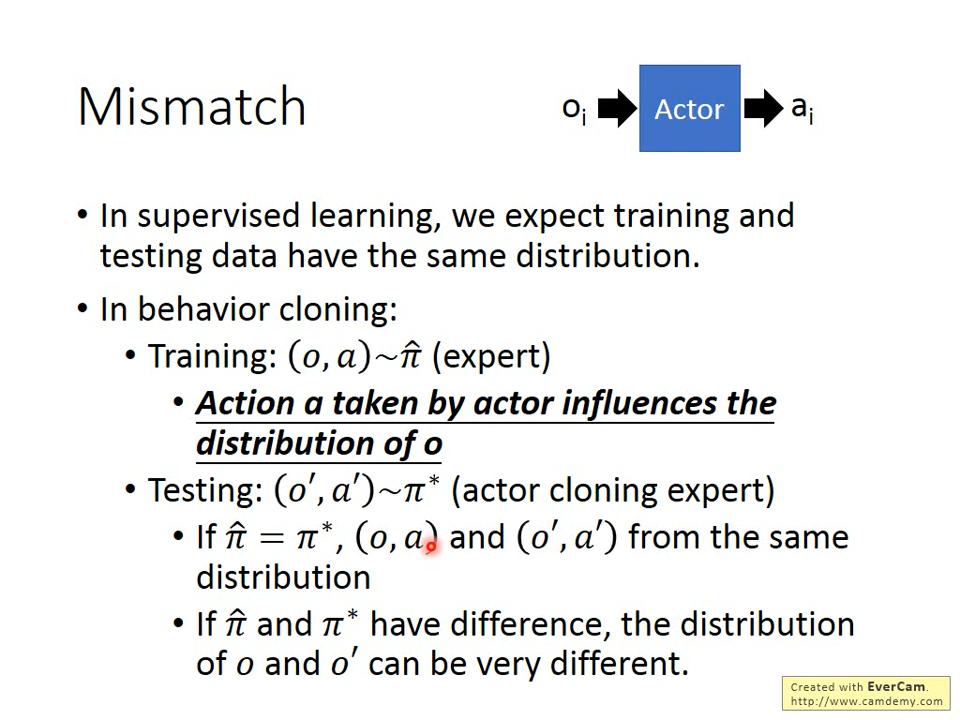 Mismatch
oᵢ Actor aᵢ
• In supervised learning, we expect training and
testing data have the same distribution.
• In behavior cloning:
• Training: (o, a)~π̂ (expert)
• Action a taken by actor influences the
distribution of o
• Testing: (o′, a′)~π* (actor cloning expert)
• If π̂ = π*, (o, a) and (o′, a′) from the same
distribution
• If π̂ and π* have difference, the distribution
of o and o′ can be very different.
Created with EverCam.
http://www.camdemy.com